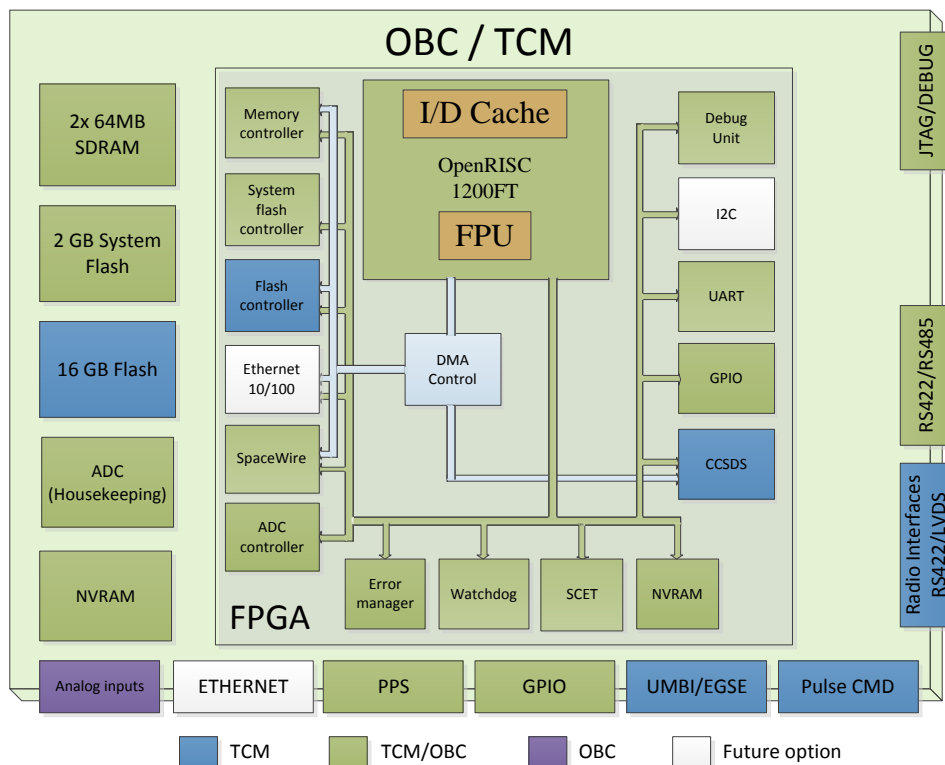 OBC / TCM
2x 64MB
SDRAM
2 GB System
Flash
16 GB Flash
ADC
(Housekeeping)
NVRAM
Memory
controller
System
flash
controller
Flash
controller
Ethernet
10/100
SpaceWire
ADC
controller
FPGA
I/D Cache
OpenRISC
1200FT
FPU
DMA
Control
Debug
Unit
I2C
UART
GPIO
CCSDS
Error
manager
Watchdog
SCET
NVRAM
JTAG/DEBUG
RS422/RS485
Radio Interfaces
RS422/LVDS
Analog inputs
ETHERNET
PPS
GPIO
UMBI/EGSE
Pulse CMD
TCM
TCM/OBC
OBC
Future option